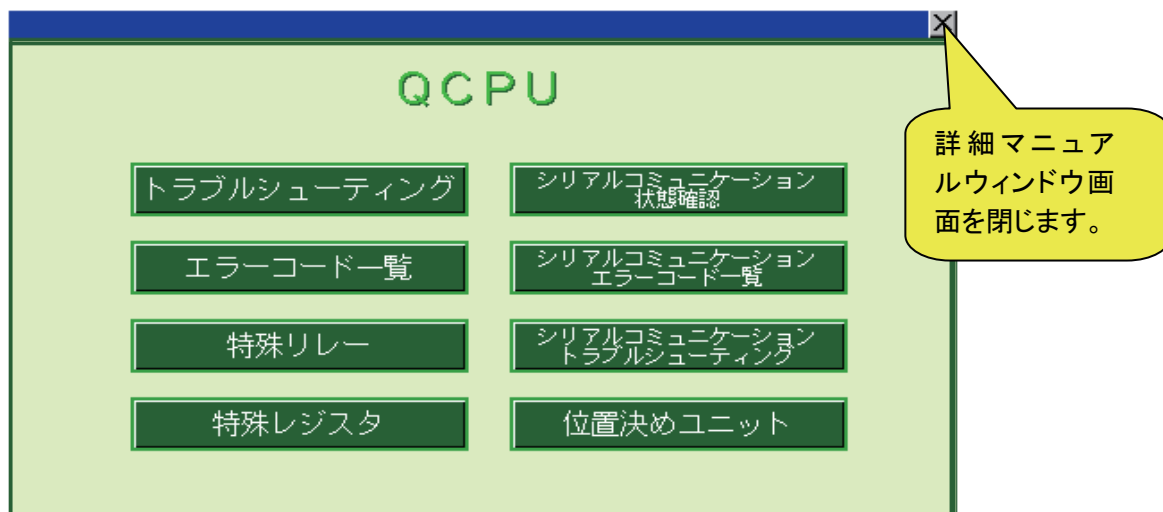 QCPU
トラブルシューティング
シリアルコミュニケーション
状態確認
エラーコード一覧
シリアルコミュニケーション
エラーコード一覧
特殊リレー
シリアルコミュニケーション
トラブルシューティング
特殊レジスタ
位置決めユニット
詳細マニュア
ルウィンドウ画
面を閉じます。